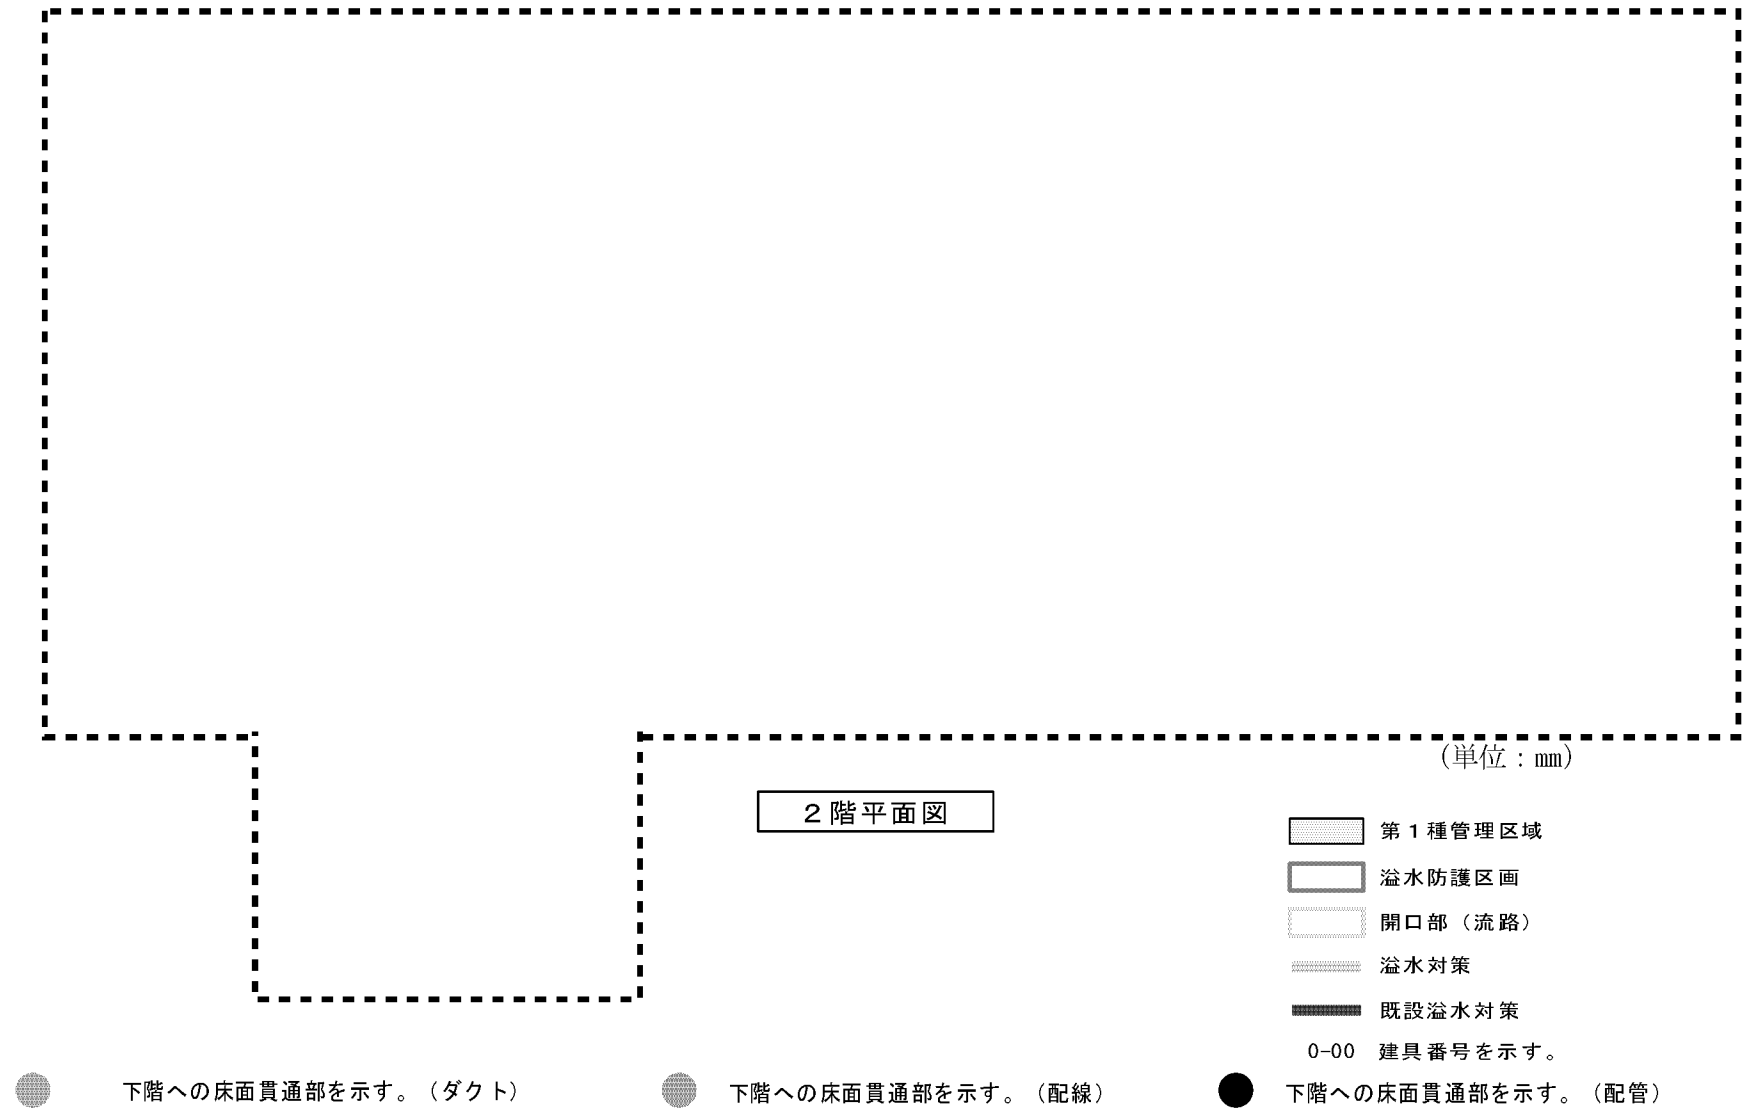 (単位：mm)
２階平面図
第１種管理区域
溢水防護区画
開口部（流路）
溢水対策
既設溢水対策
0-00 建具番号を示す。
下階への床面貫通部を示す。（ダクト）
下階への床面貫通部を示す。（配線）
下階への床面貫通部を示す。（配管）